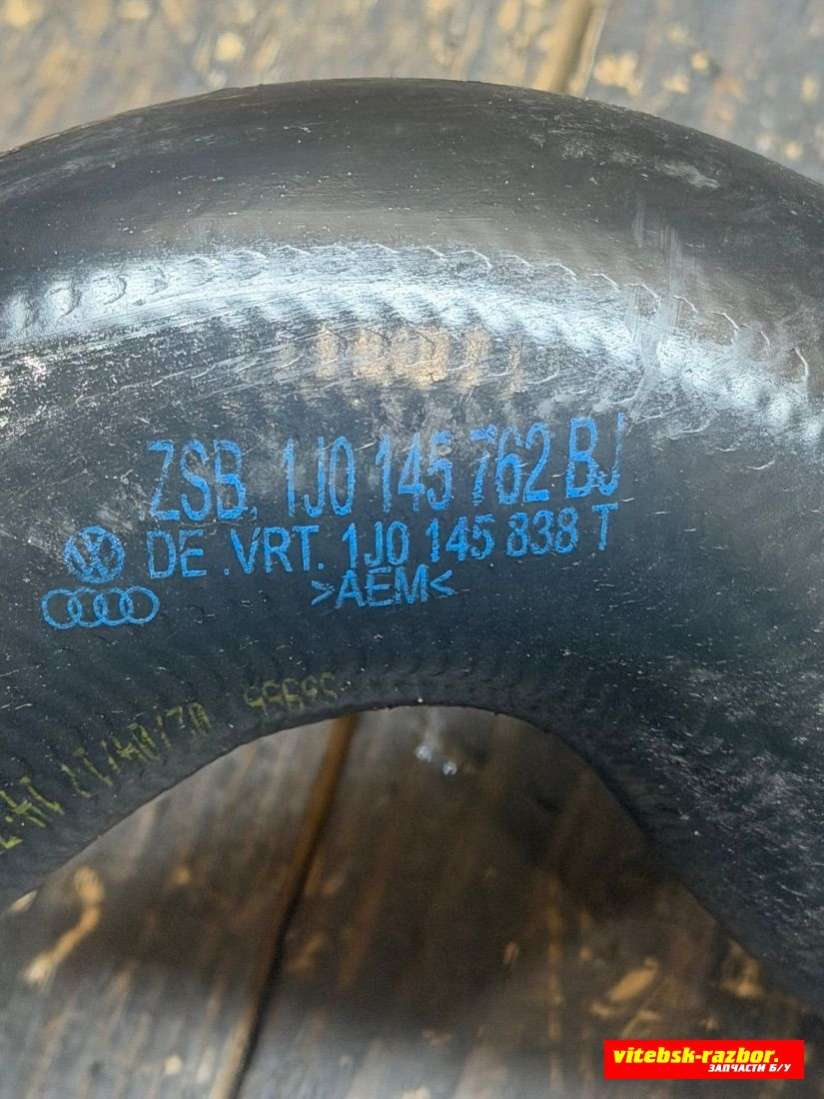 ZSB. 1J0 145 762 BJ
DE .VRT. 1J0 145 838 T
>AEM<
vitebsk-razbor.
ЗАПЧАСТИ Б/У